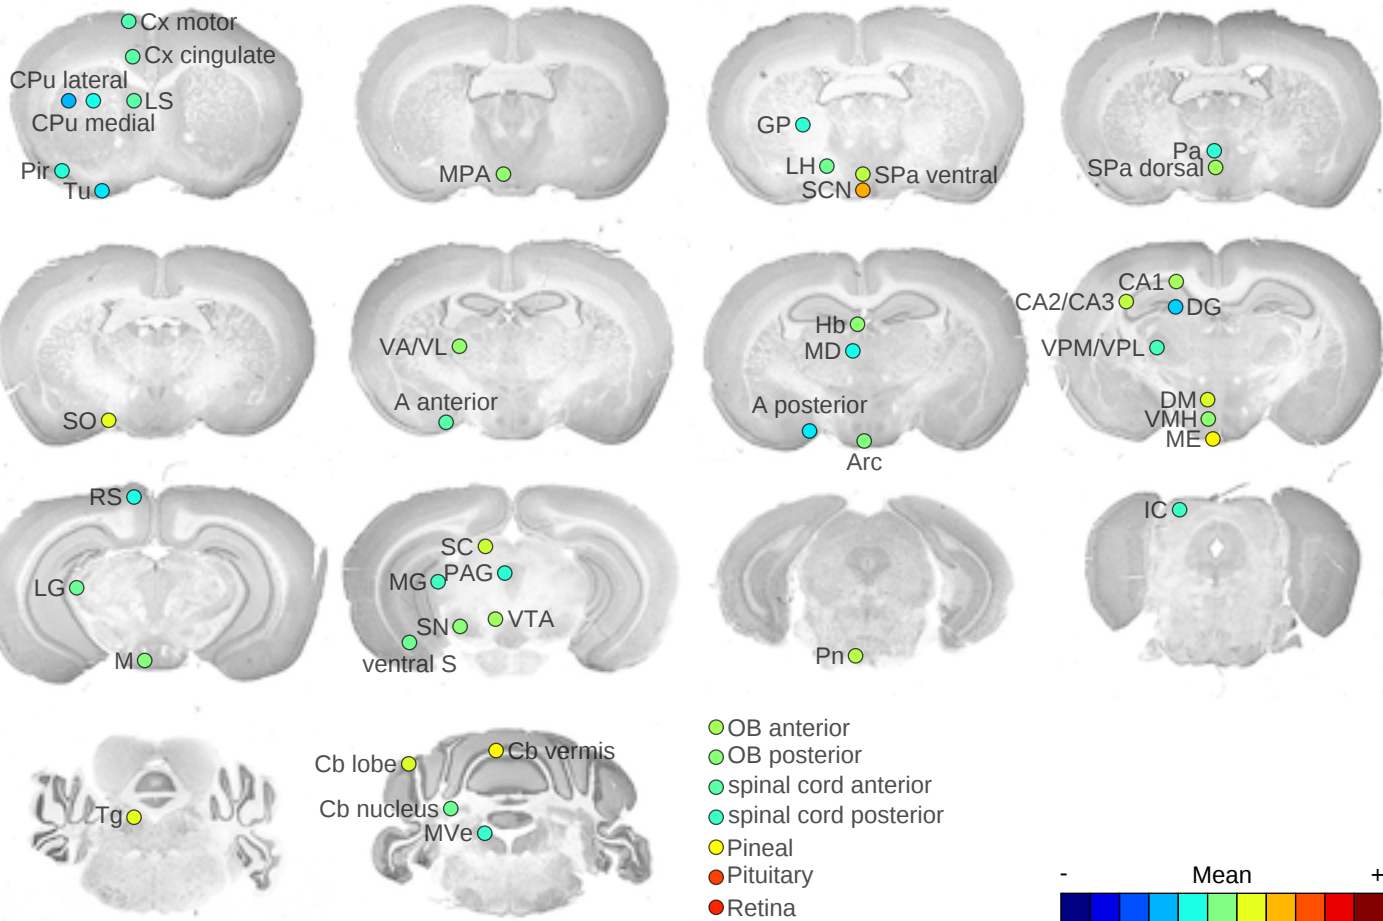 Cx motor
Cx cingulate
CPu lateral
LS
CPu medial
Pir
Tu
MPA
GP
LH
SPa ventral
SCN
Pa
SPa dorsal
SO
VA/VL
A anterior
Hb
MD
A posterior
Arc
CA1
CA2/CA3
DG
VPM/VPL
DM
VMH
ME
RS
LG
M
SC
MG
PAG
SN
VTA
ventral S
Pn
IC
Tg
Cb lobe
Cb vermis
Cb nucleus
MVe
OB anterior
OB posterior
spinal cord anterior
spinal cord posterior
Pineal
Pituitary
Retina
- Mean +